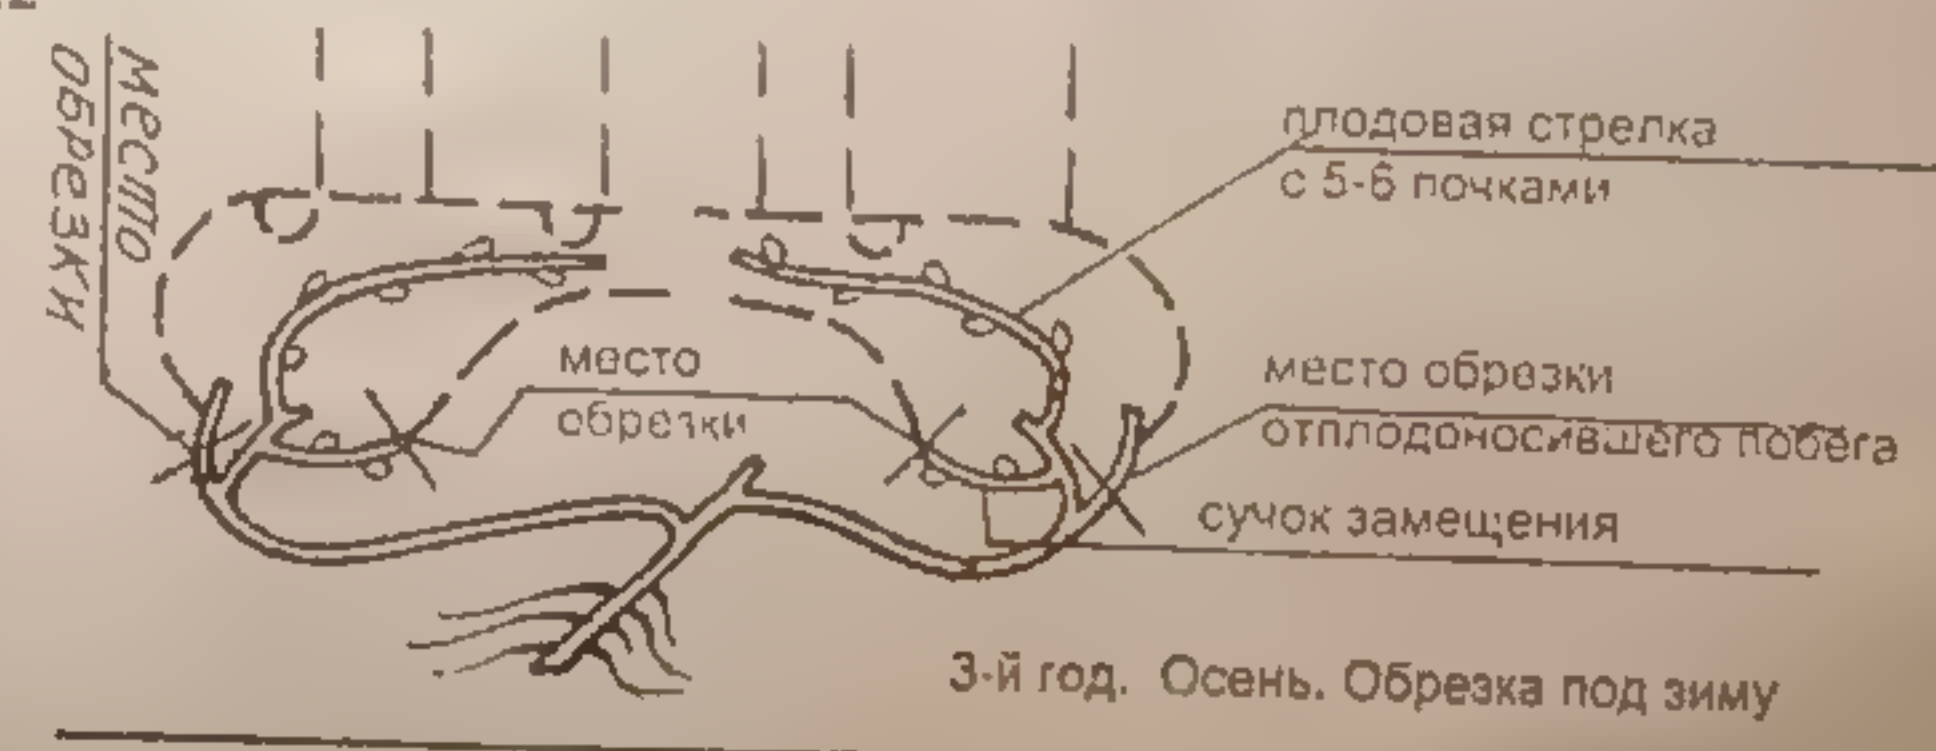 место
обрезки
плодовая стрелка
с 5-6 почками
место
обрезки
место обрезки
отплодоносившего побега
сучок замещения
3-й год. Осень. Обрезка под зиму